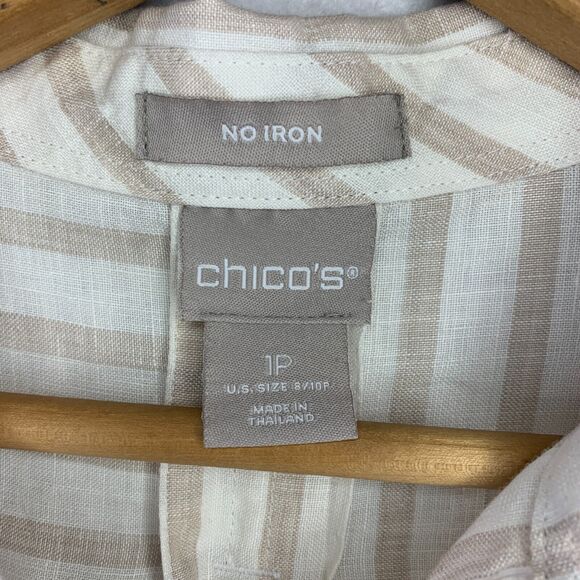 NO IRON
chico's®
1P
U.S. SIZE 8/10P
MADE IN
THAILAND